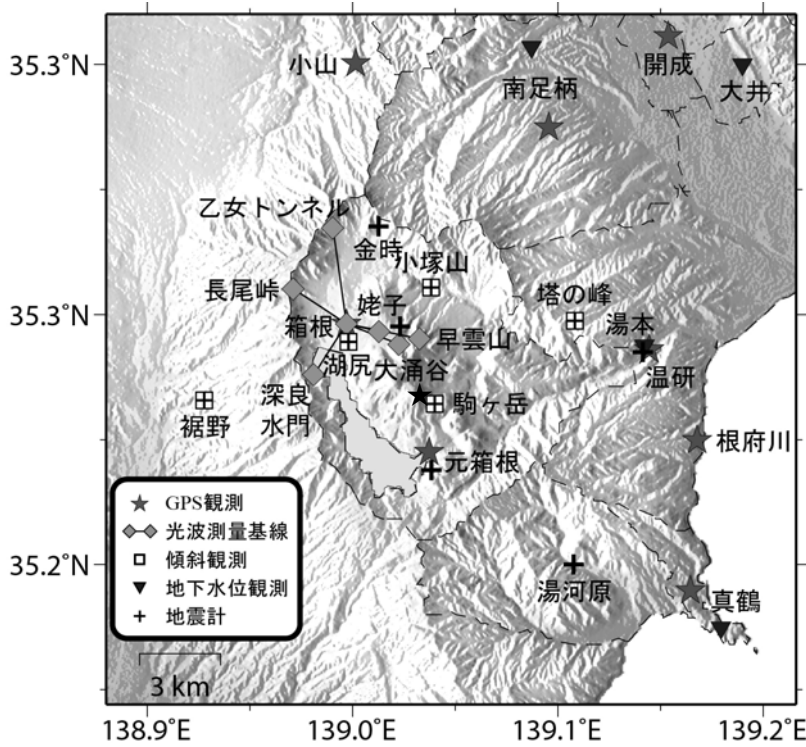 35.3°N
35.3°N
35.2°N
小山
開成
大井
南足柄
乙女トンネル
金時
小塚山
長尾峠
姥子
塔の峰
箱根
湯本
早雲山
湖尻
大涌谷
温研
深良
水門
駒ヶ岳
裾野
根府川
元箱根
湯河原
真鶴
GPS観測
光波測量基線
傾斜観測
地下水位観測
地震計
3 km
138.9°E
139.0°E
139.1°E
139.2°E